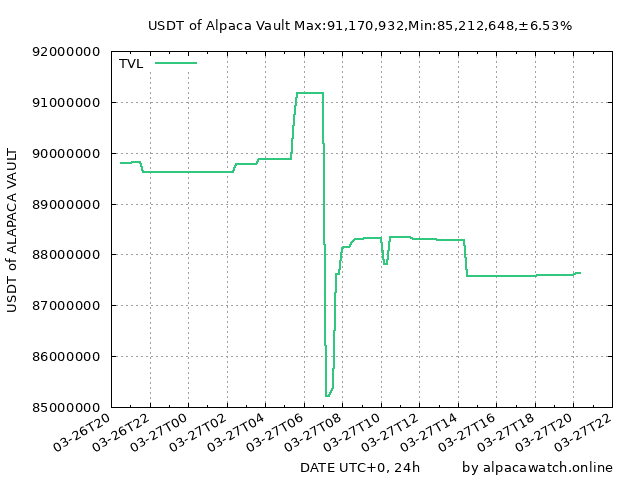 USDT of Alpaca Vault Max:91,170,932,Min:85,212,648,±6.53%
TVL
92000000
91000000
90000000
89000000
88000000
87000000
86000000
85000000
USDT of ALAPACA VAULT
03-26T20
03-26T22
03-27T00
03-27T02
03-27T04
03-27T06
03-27T08
03-27T10
03-27T12
03-27T14
03-27T16
03-27T18
03-27T20
03-27T22
DATE UTC+0, 24h
by alpacawatch.online